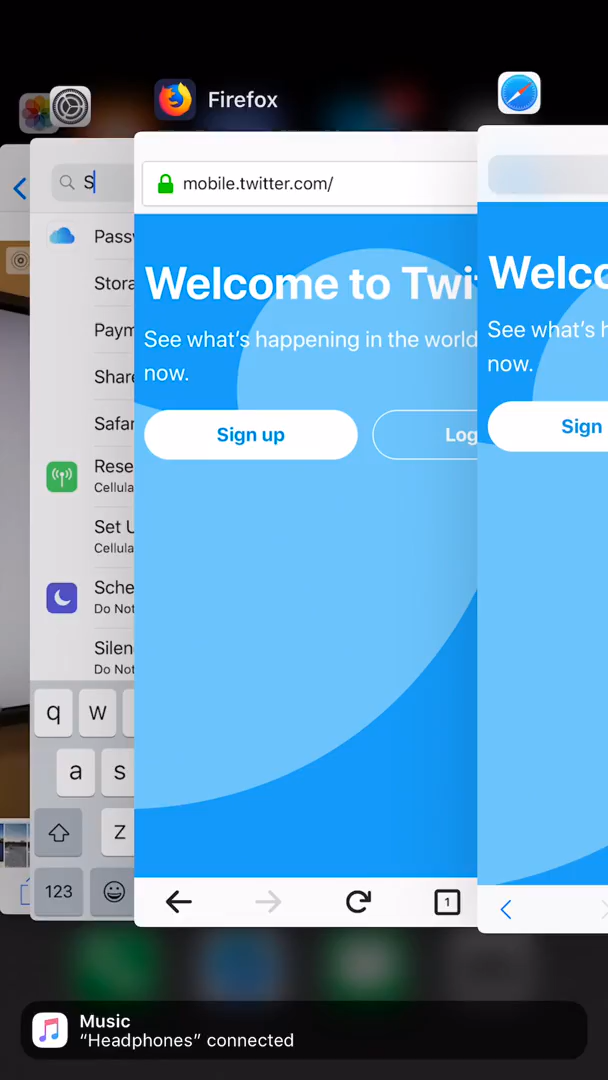 Firefox
S
mobile.twitter.com/
Welcome to Twi
Welco
See what's happening in the world
now.
See what's h
now.
Sign up
Log
Sign
Passw
Stora
Paym
Share
Safar
Rese
Cellula
Set U
Cellula
Sche
Do Not
Silen
Do Not
q w
a s
z
123
1
Music
"Headphones" connected